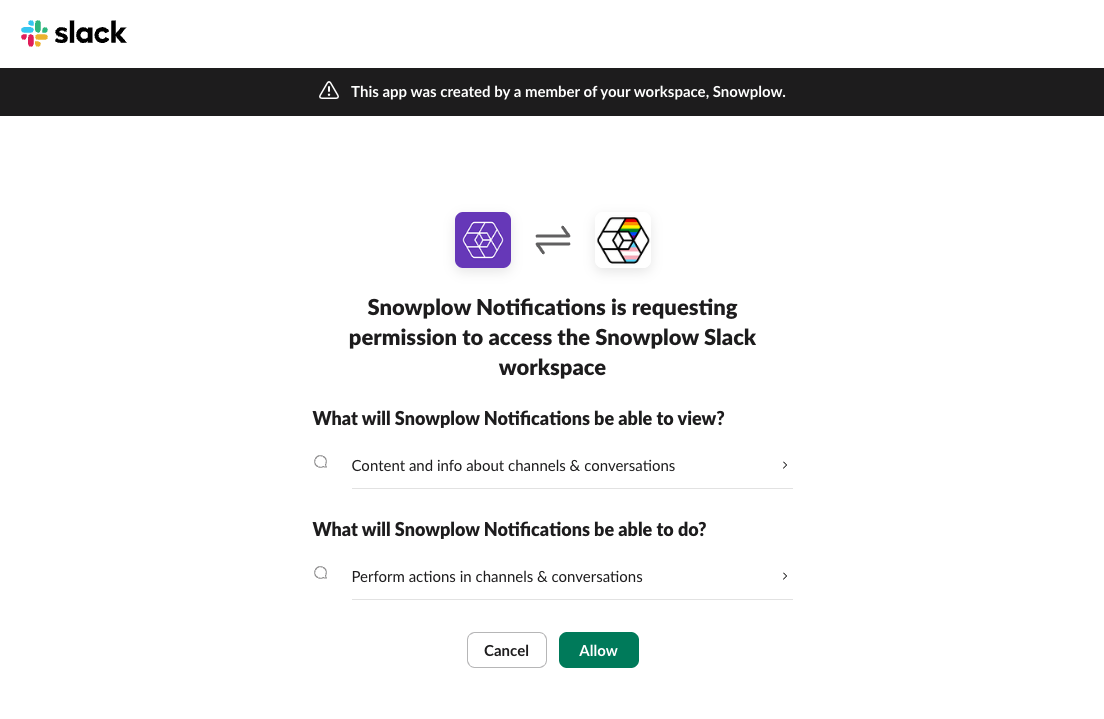 slack
This app was created by a member of your workspace, Snowplow.
Snowplow Notifications is requesting
permission to access the Snowplow Slack
workspace
What will Snowplow Notifications be able to view?
Content and info about channels & conversations
What will Snowplow Notifications be able to do?
Perform actions in channels & conversations
Cancel
Allow